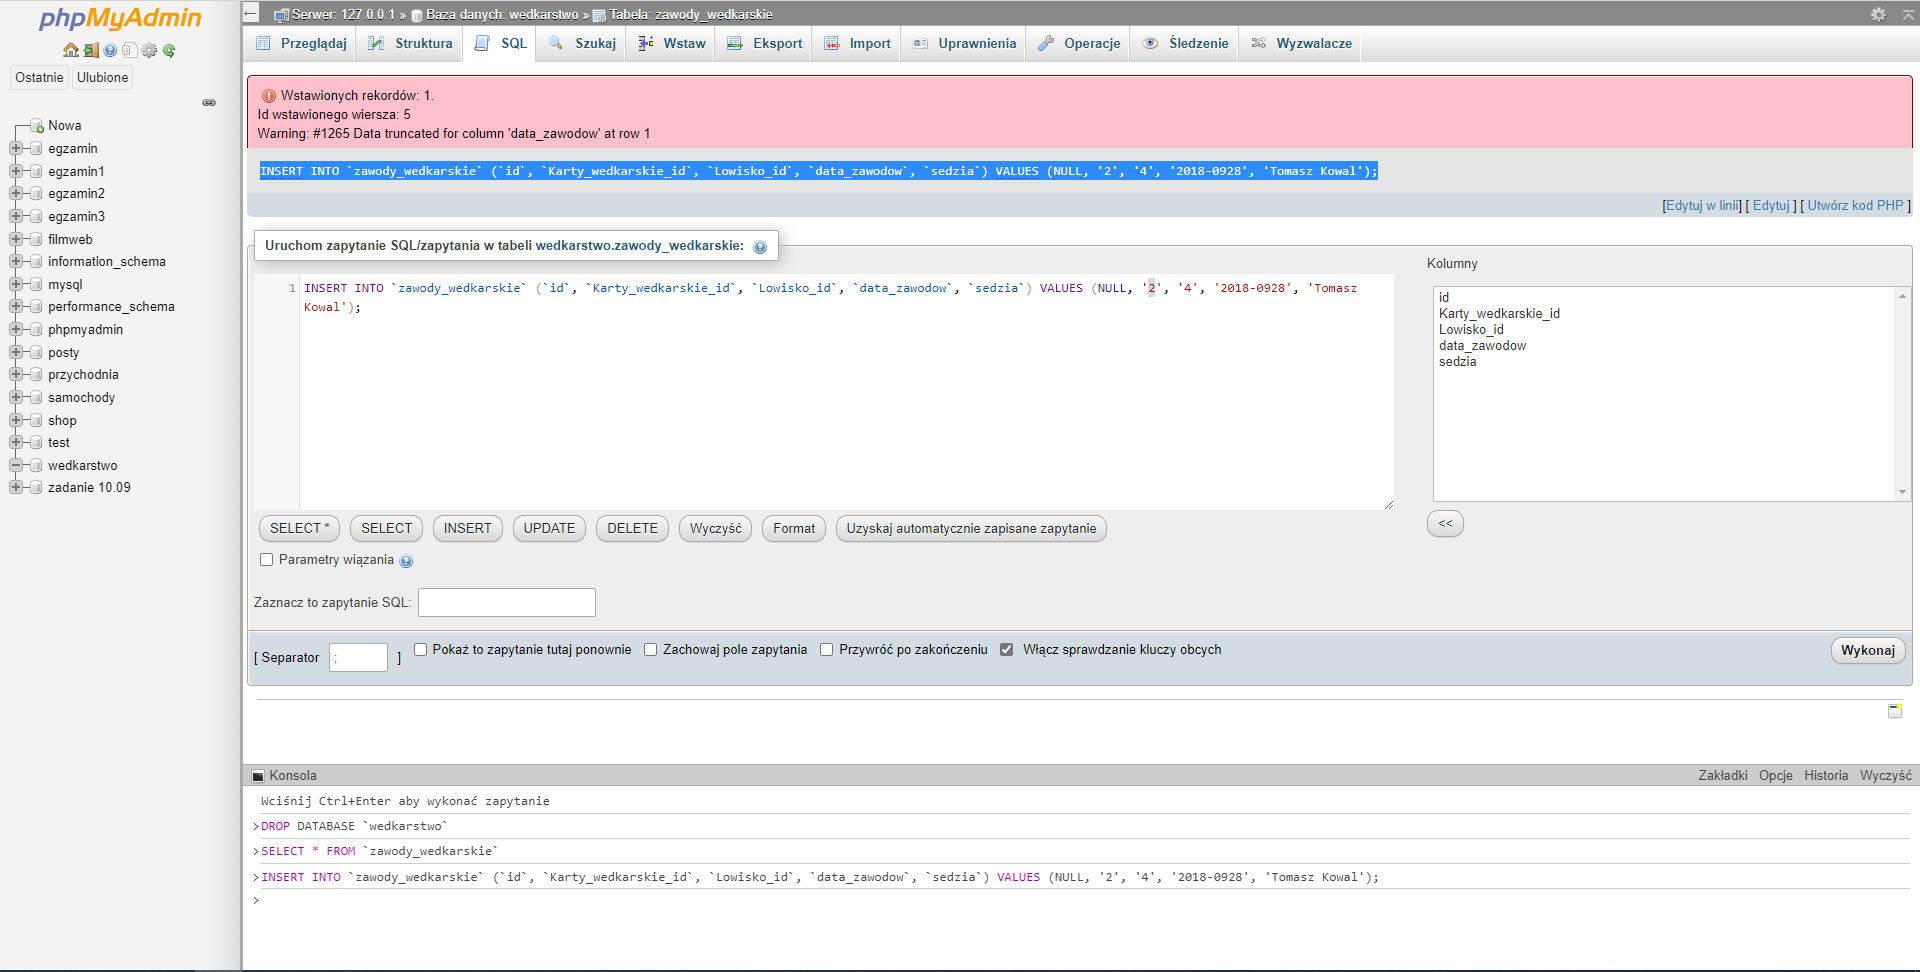 phpMyAdmin
Ostatnie Ulubione
Nowa
egzamin
egzamin1
egzamin2
egzamin3
filmweb
information_schema
mysql
performance_schema
phpmyadmin
posty
przychodnia
samochody
shop
test
wedkarstwo
zadanie 10.09
Serwer: 127.0.0.1 » Baza danych: wedkarstwo » Tabela: zawody_wedkarskie
Przeglądaj Struktura SQL Szukaj Wstaw Eksport Import Uprawnienia Operacje Śledzenie Wyzwalacze
Wstawionych rekordów: 1.
Id wstawionego wiersza: 5
Warning: #1265 Data truncated for column 'data_zawodow' at row 1
INSERT INTO `zawody_wedkarskie` (`id`, `Karty_wedkarskie_id`, `Lowisko_id`, `data_zawodow`, `sedzia`) VALUES (NULL, '2', '4', '2018-0928', 'Tomasz Kowal');
[Edytuj w linii] [ Edytuj ] [ Utwórz kod PHP ]
Uruchom zapytanie SQL/zapytania w tabeli wedkarstwo.zawody_wedkarskie:
1 INSERT INTO `zawody_wedkarskie` (`id`, `Karty_wedkarskie_id`, `Lowisko_id`, `data_zawodow`, `sedzia`) VALUES (NULL, '2', '4', '2018-0928', 'Tomasz
Kowal');
Kolumny
id
Karty_wedkarskie_id
Lowisko_id
data_zawodow
sedzia
<<
SELECT * SELECT INSERT UPDATE DELETE Wyczyść Format Uzyskaj automatycznie zapisane zapytanie
Parametry wiązania
Zaznacz to zapytanie SQL:
[ Separator ; ] Pokaż to zapytanie tutaj ponownie Zachowaj pole zapytania Przywróć po zakończeniu Włącz sprawdzanie kluczy obcych Wykonaj
Konsola Zakładki Opcje Historia Wyczyść
Wciśnij Ctrl+Enter aby wykonać zapytanie
>DROP DATABASE `wedkarstwo`
>SELECT * FROM `zawody_wedkarskie`
>INSERT INTO `zawody_wedkarskie` (`id`, `Karty_wedkarskie_id`, `Lowisko_id`, `data_zawodow`, `sedzia`) VALUES (NULL, '2', '4', '2018-0928', 'Tomasz Kowal');
>